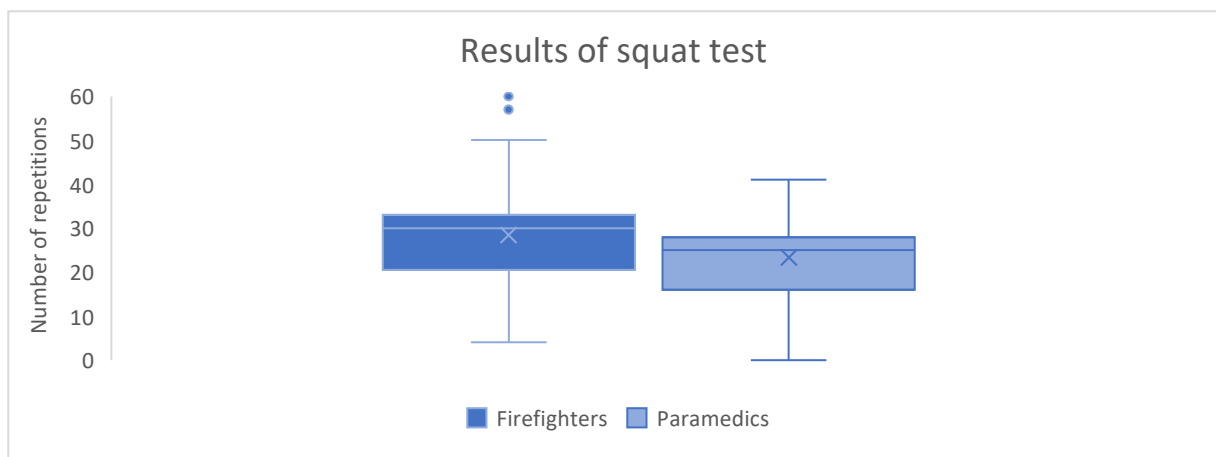 Results of squat test
Number of repetitions
60
50
40
30
20
10
0
Firefighters Paramedics